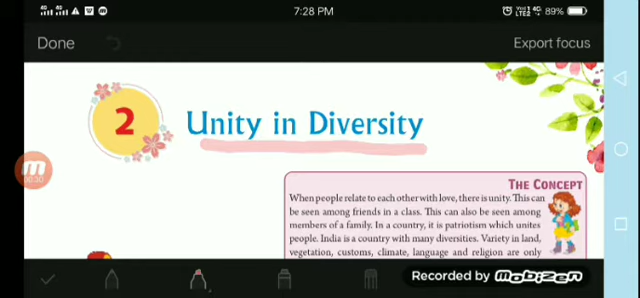 7:28 PM
89%
Done
Export focus
2
Unity in Diversity
THE CONCEPT
When people relate to each other with love, there is unity. This can
be seen among friends in a class. This can also be seen among
members of a family. In a country, it is patriotism which unites
people. India is a country with many diversities. Variety in land,
vegetation, customs, climate, language and religion are only
00:30
Recorded by mobizen